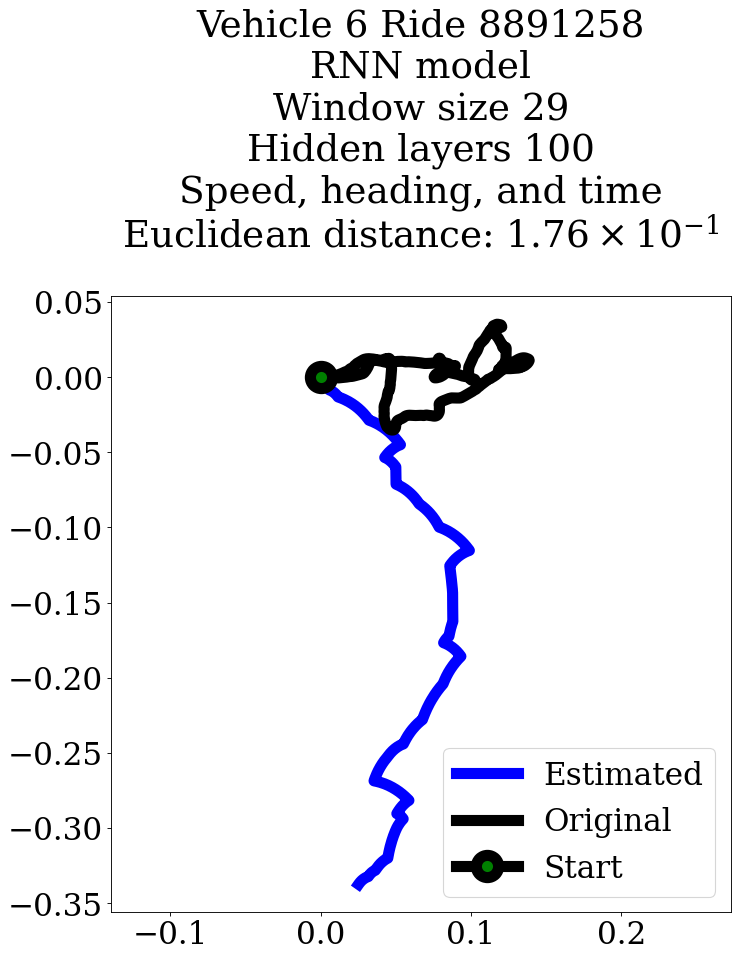 Vehicle 6 Ride 8891258
RNN model
Window size 29
Hidden layers 100
Speed, heading, and time
Euclidean distance: 1.76 × 10⁻¹
0.05
0.00
−0.05
−0.10
−0.15
−0.20
−0.25
−0.30
−0.35
Estimated
Original
Start
−0.1 0.0 0.1 0.2